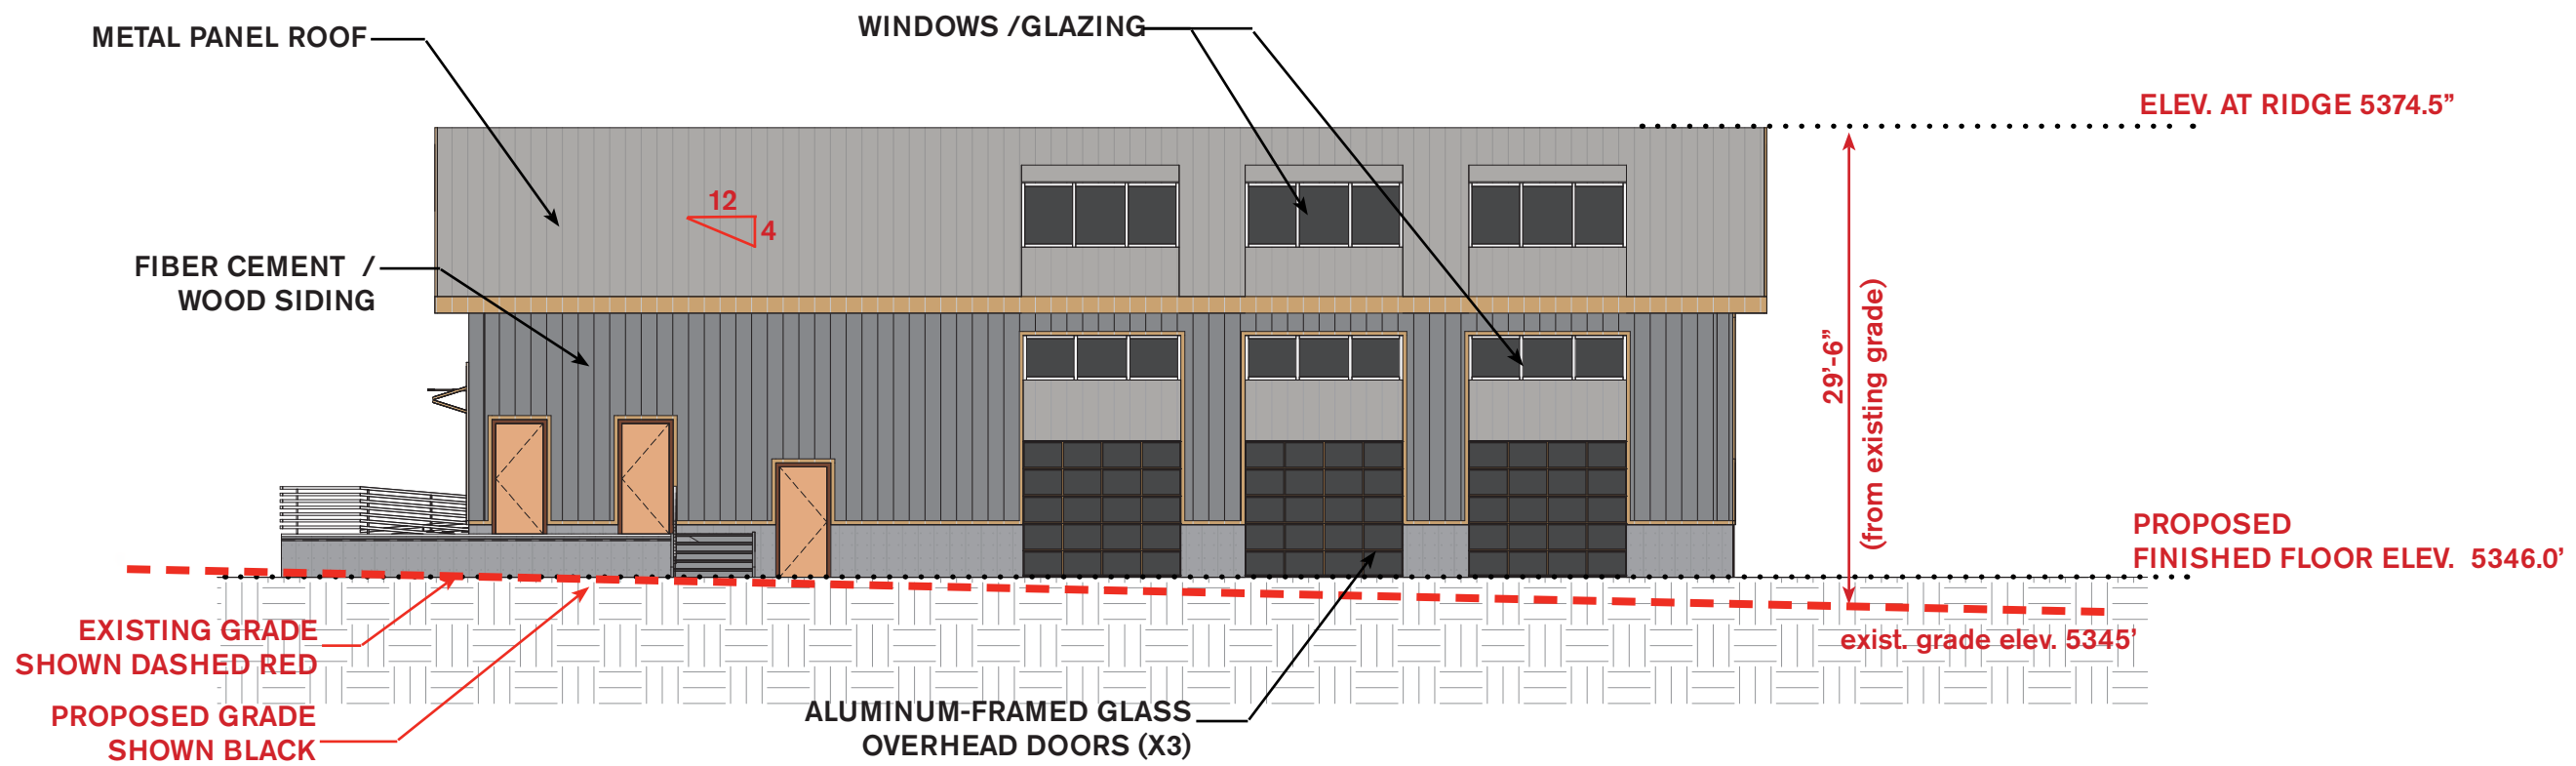 METAL PANEL ROOF
WINDOWS /GLAZING
ELEV. AT RIDGE 5374.5”
12
4
FIBER CEMENT /
WOOD SIDING
29’-6”
(from existing grade)
PROPOSED
FINISHED FLOOR ELEV. 5346.0’
EXISTING GRADE
SHOWN DASHED RED
exist. grade elev. 5345’
PROPOSED GRADE
SHOWN BLACK
ALUMINUM-FRAMED GLASS
OVERHEAD DOORS (X3)